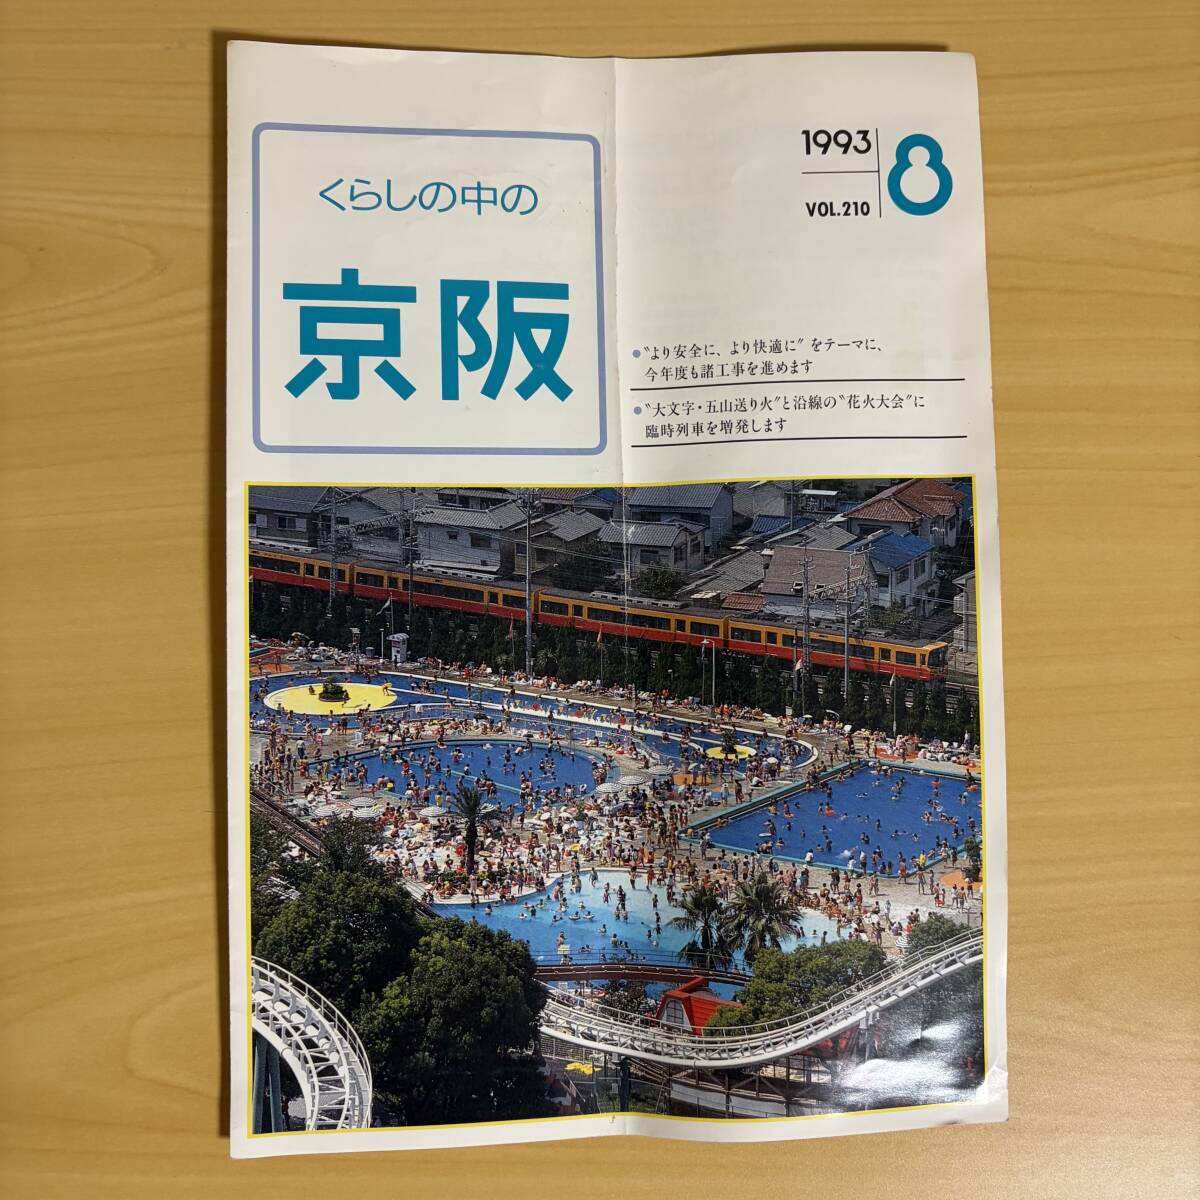 くらしの中の
京阪
1993
8
VOL.210
●〝より安全に、より快適に〞をテーマに、
今年度も諸工事を進めます
●〝大文字・五山送り火〞と沿線の〝花火大会〞に
臨時列車を増発します